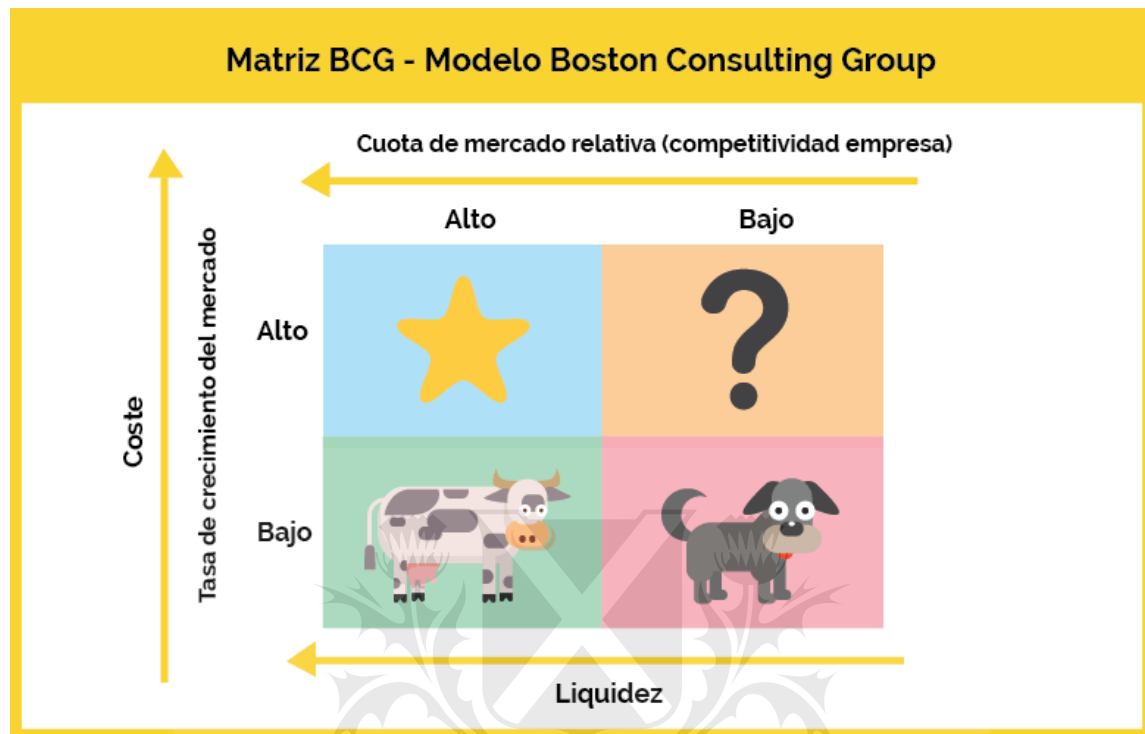 Matriz BCG - Modelo Boston Consulting Group
Cuota de mercado relativa (competitividad empresa)
Alto
Bajo
Coste
Tasa de crecimiento del mercado
Alto
?
Bajo
Liquidez